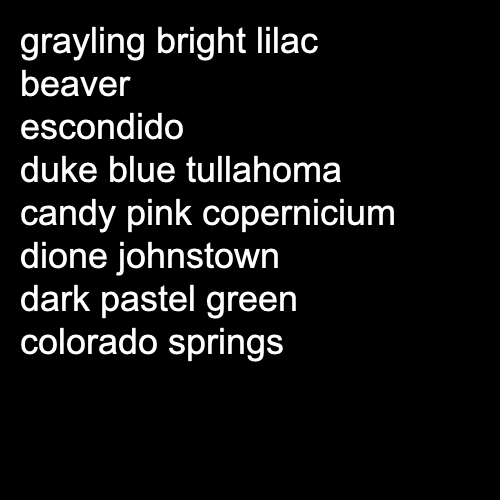 grayling bright lilac
beaver
escondido
duke blue tullahoma
candy pink copernicium
dione johnstown
dark pastel green
colorado springs